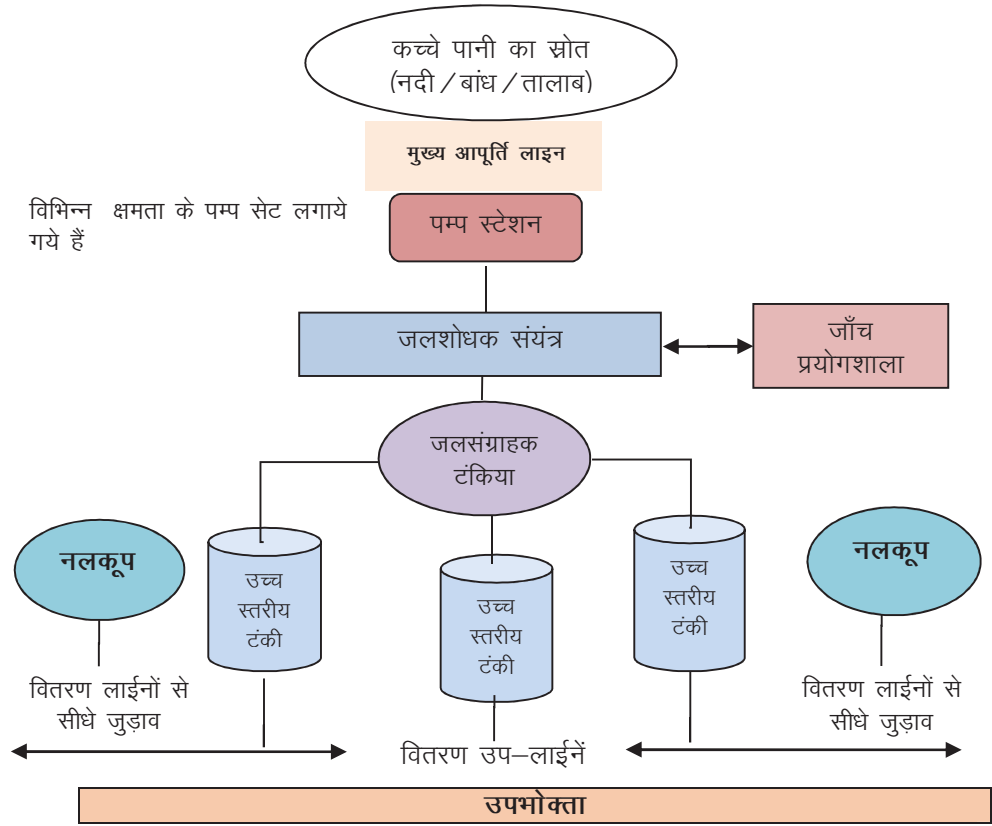 कच्चे पानी का स्रोत
(नदी / बांध / तालाब)
मुख्य आपूर्ति लाइन
विभिन्न क्षमता के पम्प सेट लगाये
गये हैं
पम्प स्टेशन
जलशोधक संयंत्र
जाँच
प्रयोगशाला
जलसंग्राहक
टंकिया
नलकूप
उच्च
स्तरीय
टंकी
उच्च
स्तरीय
टंकी
उच्च
स्तरीय
टंकी
नलकूप
वितरण लाईनों से
सीधे जुड़ाव
वितरण उप–लाईनें
वितरण लाईनों से
सीधे जुड़ाव
उपभोक्ता